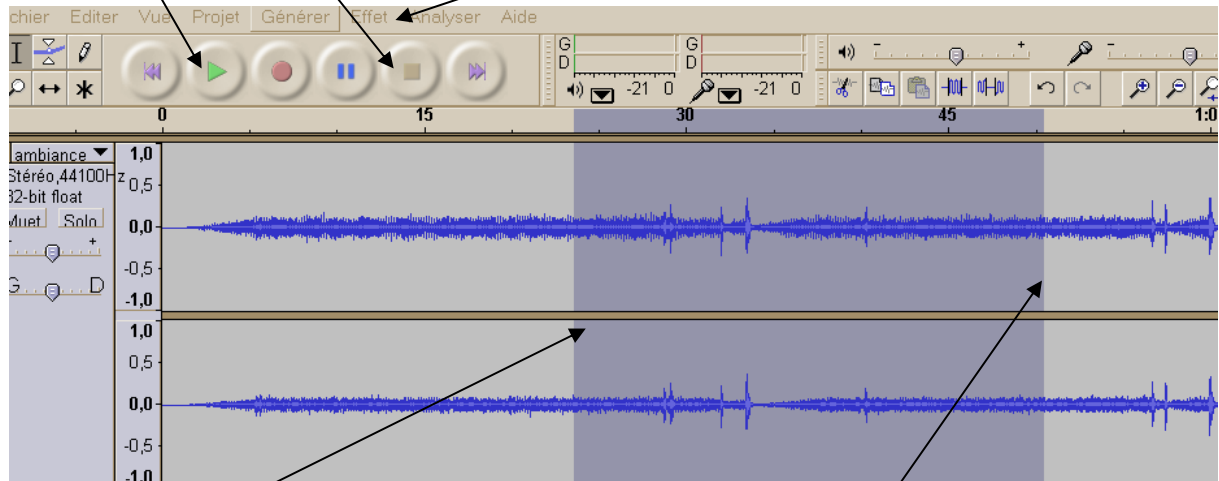 chier Editer Vue Projet Générer Effet Analyser Aide
G
D
-21 0
G
D
-21 0
- +
-
0 15 30 45 1:0
ambiance
Stéréo,44100Hz
32-bit float
Muet Solo
- +
G D
1,0
0,5
0,0
-0,5
-1,0
1,0
0,5
0,0
-0,5
-1,0